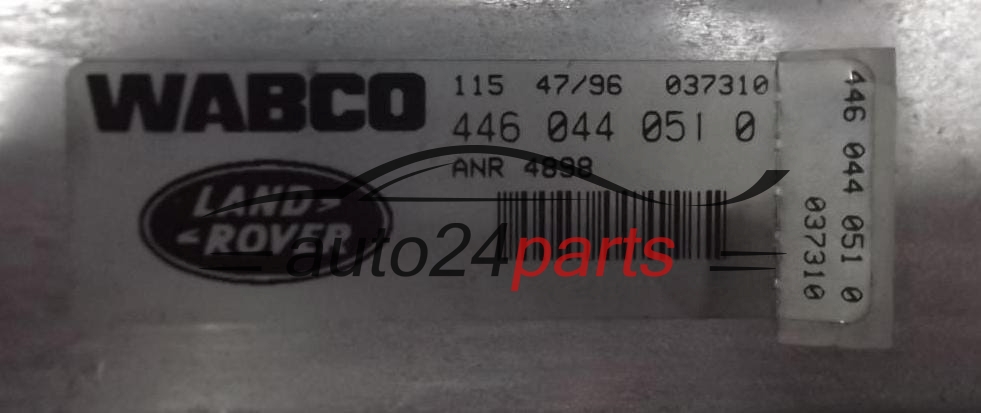 WABCO
115 47/96 037310
446 044 051 0
ANR 4898
LAND
ROVER
auto24parts
446 044 051 0
037310